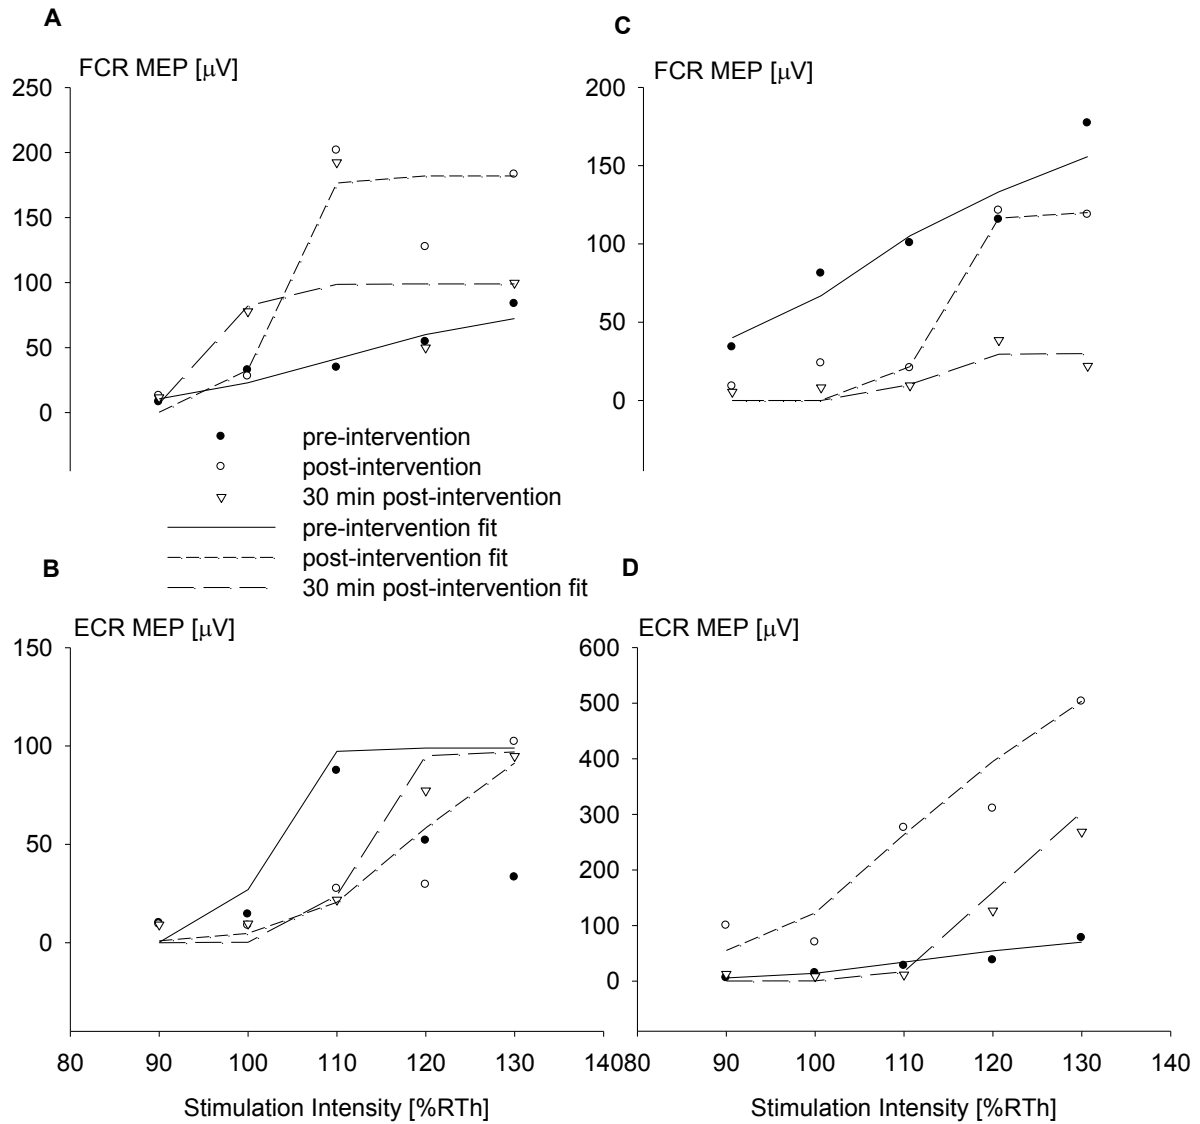 A
FCR MEP [μV]
250
200
150
100
50
0
C
FCR MEP [μV]
200
150
100
50
0
pre-intervention
post-intervention
30 min post-intervention
pre-intervention fit
post-intervention fit
30 min post-intervention fit
B
ECR MEP [μV]
150
100
50
0
80 90 100 110 120 130 140
Stimulation Intensity [%RTh]
D
ECR MEP [μV]
600
500
400
300
200
100
0
80 90 100 110 120 130 140
Stimulation Intensity [%RTh]